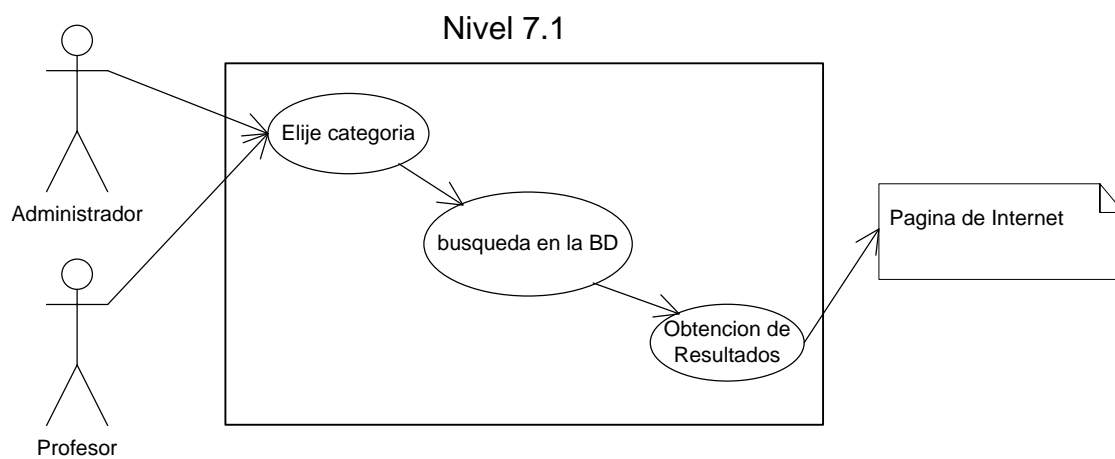 Nivel 7.1
Administrador
Elije categoria
busqueda en la BD
Pagina de Internet
Obtencion de
Resultados
Profesor